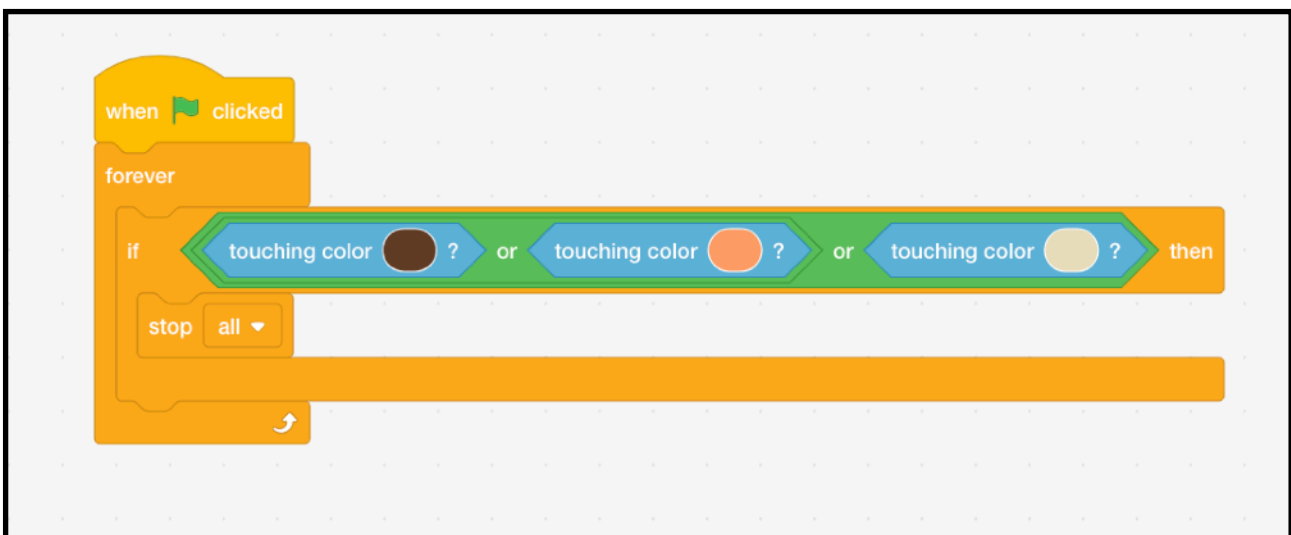 when clicked
forever
if touching color ? or touching color ? or touching color ? then
stop all